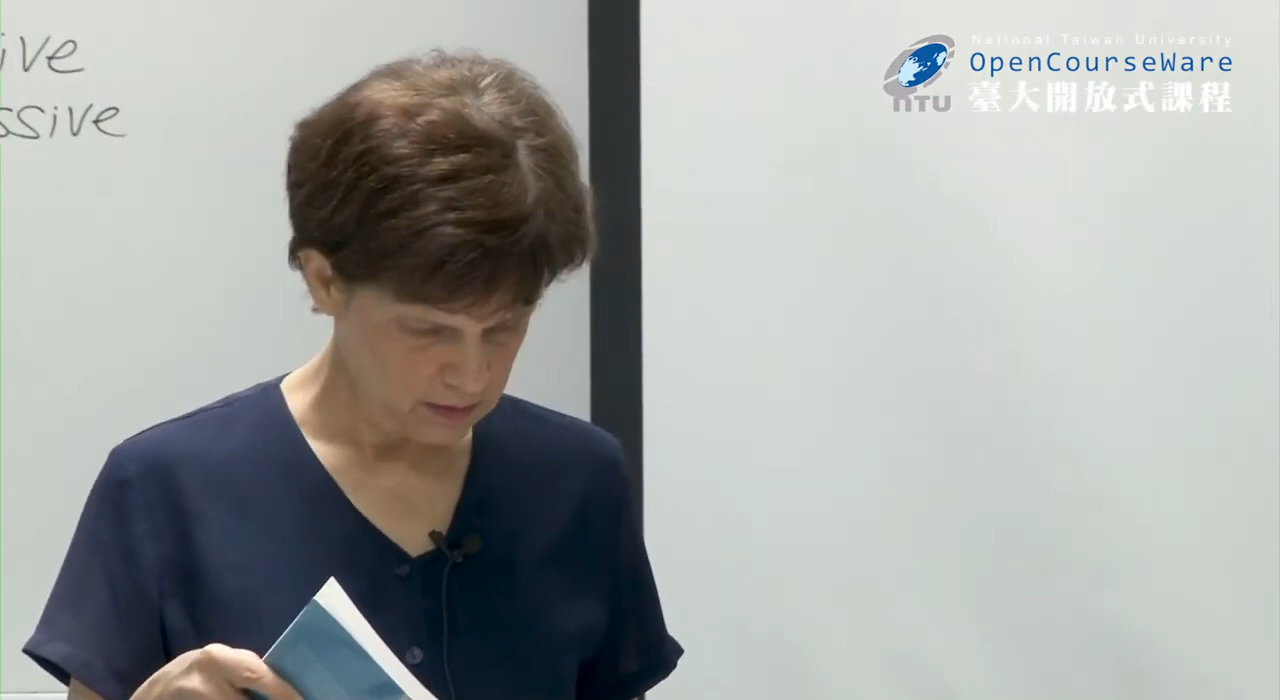 ive
ssive
National Taiwan University
OpenCourseWare
NTU 臺大開放式課程